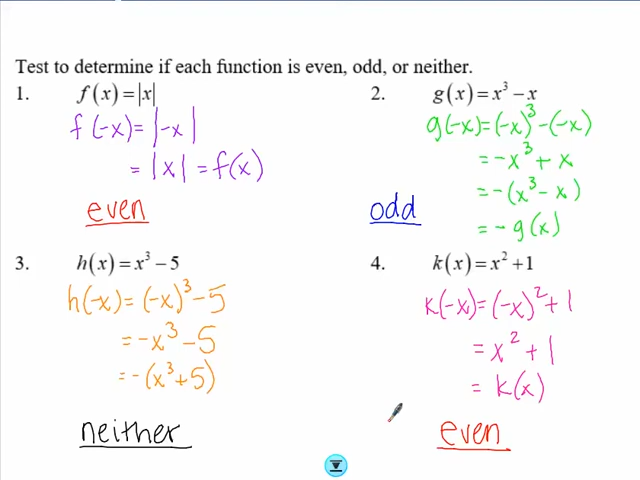 Test to determine if each function is even, odd, or neither.
1. f(x) = |x|
f(-x) = |-x|
= |x| = f(x)
even
2. g(x) = x³ − x
g(-x) = (-x)³ - (-x)
= -x³ + x
= -(x³ - x)
= -g(x)
odd
3. h(x) = x³ − 5
h(-x) = (-x)³ - 5
= -x³ - 5
= -(x³ + 5)
neither
4. k(x) = x² + 1
k(-x) = (-x)² + 1
= x² + 1
= k(x)
even